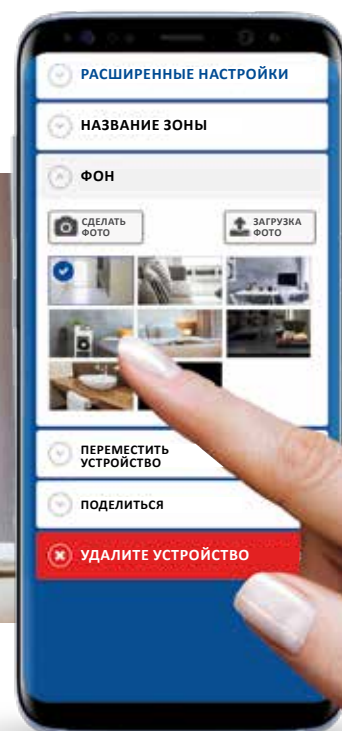 РАСШИРЕННЫЕ НАСТРОЙКИ
НАЗВАНИЕ ЗОНЫ
ФОН
СДЕЛАТЬ
ФОТО
ЗАГРУЗКА
ФОТО
ПЕРЕМЕСТИТЬ
УСТРОЙСТВО
ПОДЕЛИТЬСЯ
УДАЛИТЕ УСТРОЙСТВО